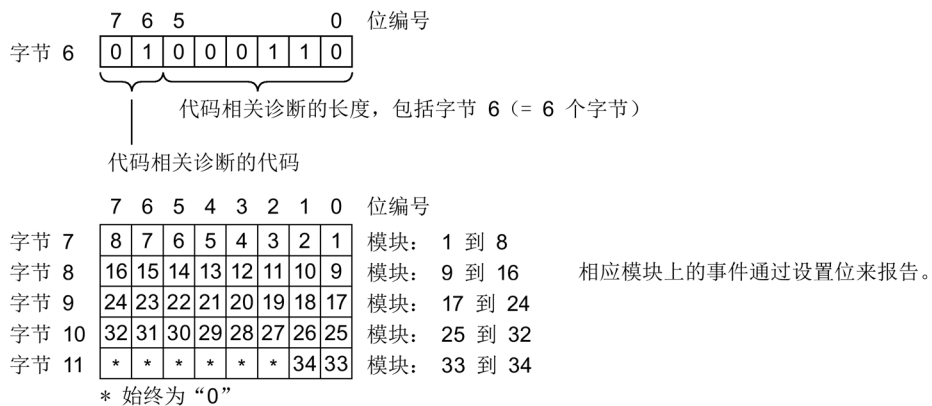 7 6 5 0 位编号
字节 6 0 1 0 0 0 1 1 0
代码相关诊断的长度，包括字节 6（= 6 个字节）
代码相关诊断的代码
7 6 5 4 3 2 1 0 位编号
字节 7 8 7 6 5 4 3 2 1 模块： 1 到 8
字节 8 16 15 14 13 12 11 10 9 模块： 9 到 16 相应模块上的事件通过设置位来报告。
字节 9 24 23 22 21 20 19 18 17 模块： 17 到 24
字节 10 32 31 30 29 28 27 26 25 模块： 25 到 32
字节 11 * * * * * * 34 33 模块： 33 到 34
* 始终为“0”